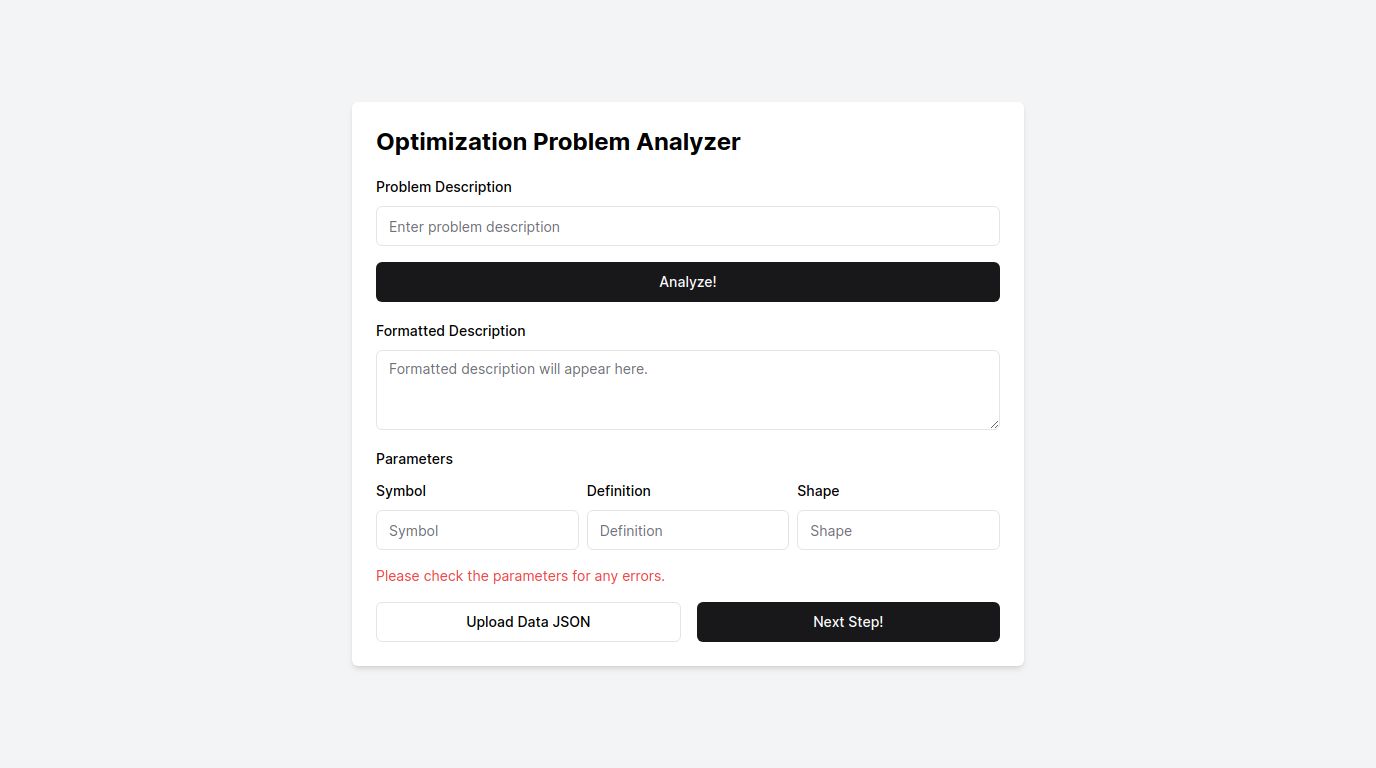 Optimization Problem Analyzer
Problem Description
Enter problem description
Analyze!
Formatted Description
Formatted description will appear here.
Parameters
Symbol Definition Shape
Symbol Definition Shape
Please check the parameters for any errors.
Upload Data JSON Next Step!